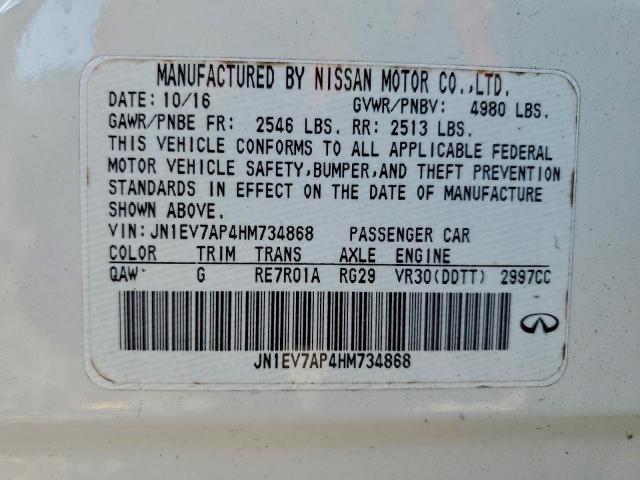 MANUFACTURED BY NISSAN MOTOR CO.,LTD.
DATE: 10/16 GVWR/PNBV: 4980 LBS.
GAWR/PNBE FR: 2546 LBS. RR: 2513 LBS.
THIS VEHICLE CONFORMS TO ALL APPLICABLE FEDERAL
MOTOR VEHICLE SAFETY,BUMPER,AND THEFT PREVENTION
STANDARDS IN EFFECT ON THE DATE OF MANUFACTURE
SHOWN ABOVE.
VIN:JN1EV7AP4HM734868 PASSENGER CAR
COLOR TRIM TRANS AXLE ENGINE
QAW G RE7R01A RG29 VR30(DDTT) 2997CC
JN1EV7AP4HM734868